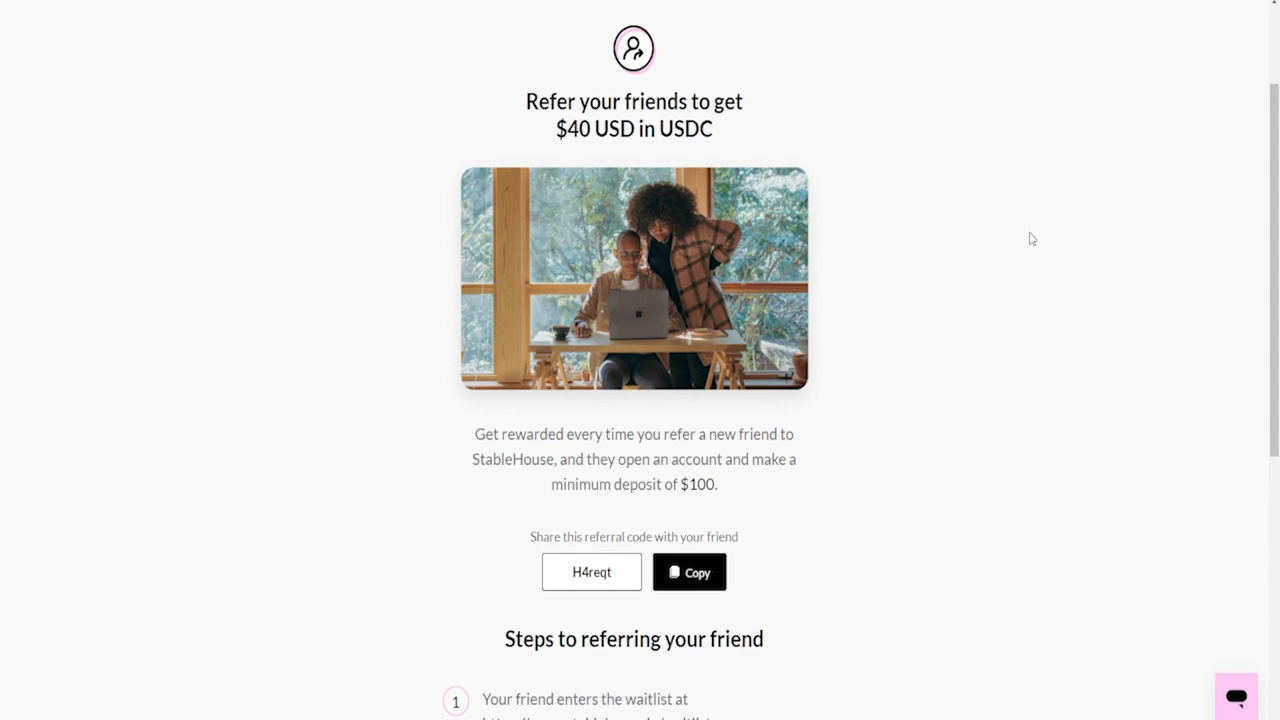 Refer your friends to get
$40 USD in USDC
Get rewarded every time you refer a new friend to
StableHouse, and they open an account and make a
minimum deposit of $100.
Share this referral code with your friend
H4reqt
Copy
Steps to referring your friend
1 Your friend enters the waitlist at